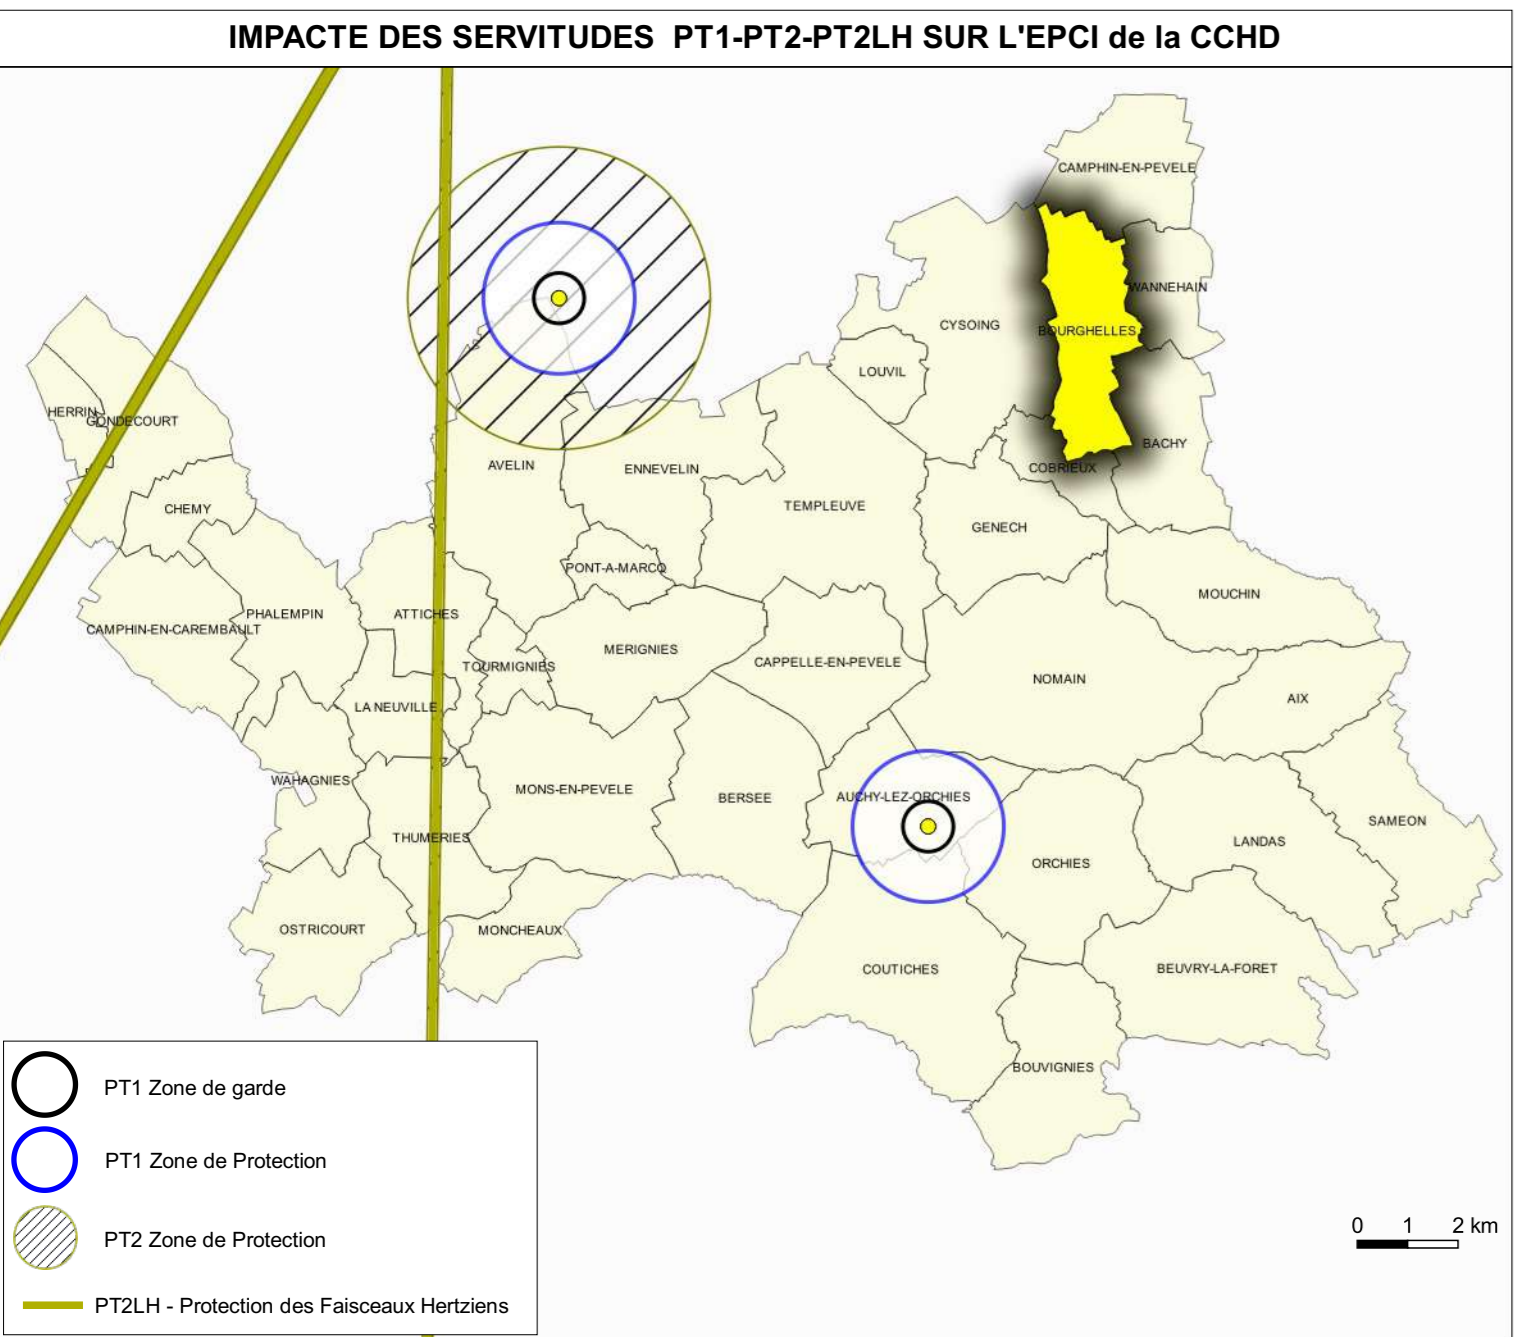 IMPACTE DES SERVITUDES PT1-PT2-PT2LH SUR L'EPCI de la CCHD
CAMPHIN-EN-PEVELE
WANNEHAIN
CYSOING
BOURGHELLES
LOUVIL
HERRIN
GONDECOURT
BACHY
AVELIN
ENNEVELIN
COBRIEUX
CHEMY
TEMPLEUVE
GENECH
PONT-A-MARCQ
MOUCHIN
PHALEMPIN
ATTICHES
CAMPHIN-EN-CAREMBAULT
MERIGNIES
TOURMIGNIES
CAPPELLE-EN-PEVELE
NOMAIN
AIX
LA NEUVILLE
WAHAGNIES
MONS-EN-PEVELE
BERSEE
AUCHY-LEZ-ORCHIES
SAMEON
THUMERIES
LANDAS
ORCHIES
OSTRICOURT
MONCHEAUX
COUTICHES
BEUVRY-LA-FORET
BOUVIGNIES
PT1 Zone de garde
PT1 Zone de Protection
PT2 Zone de Protection
PT2LH - Protection des Faisceaux Hertziens
0 1 2 km